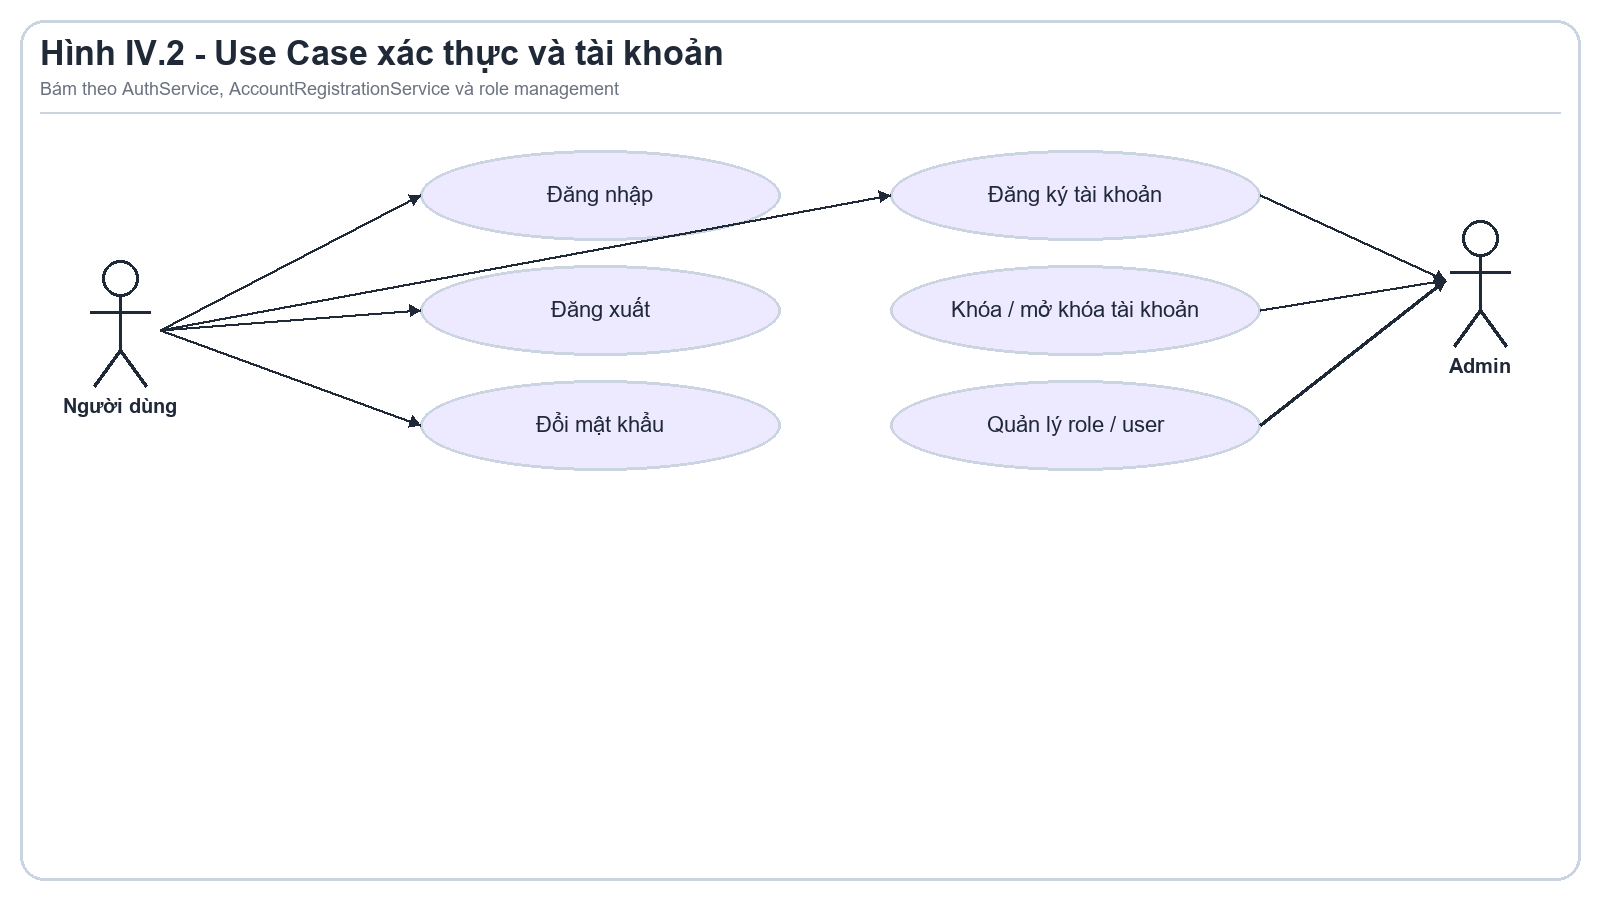 Hình IV.2 - Use Case xác thực và tài khoản
Bám theo AuthService, AccountRegistrationService và role management
Đăng nhập
Đăng ký tài khoản
Đăng xuất
Khóa / mở khóa tài khoản
Admin
Người dùng
Đổi mật khẩu
Quản lý role / user